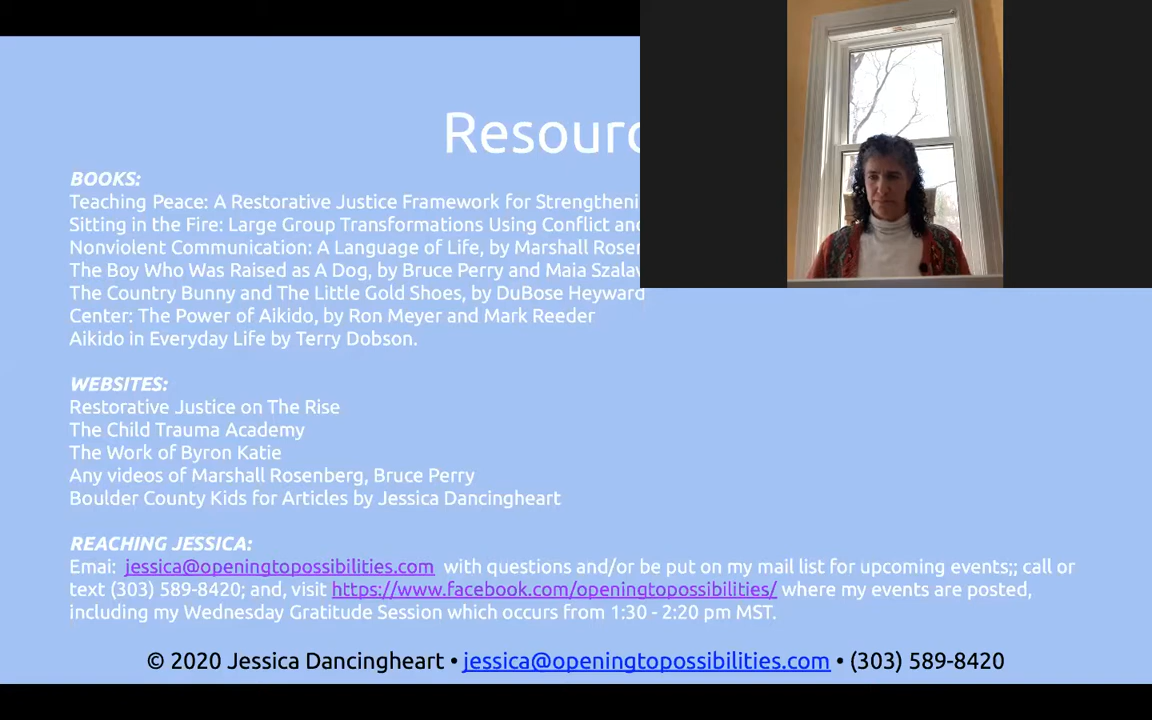 Resourc
BOOKS:
Teaching Peace: A Restorative Justice Framework for Strengtheni
Sitting in the Fire: Large Group Transformations Using Conflict and
Nonviolent Communication: A Language of Life, by Marshall Rosen
The Boy Who Was Raised as A Dog, by Bruce Perry and Maia Szalav
The Country Bunny and The Little Gold Shoes, by DuBose Heyward
Center: The Power of Aikido, by Ron Meyer and Mark Reeder
Aikido in Everyday Life by Terry Dobson.
WEBSITES:
Restorative Justice on The Rise
The Child Trauma Academy
The Work of Byron Katie
Any videos of Marshall Rosenberg, Bruce Perry
Boulder County Kids for Articles by Jessica Dancingheart
REACHING JESSICA:
Emai: jessica@openingtopossibilities.com with questions and/or be put on my mail list for upcoming events;; call or
text (303) 589-8420; and, visit https://www.facebook.com/openingtopossibilities/ where my events are posted,
including my Wednesday Gratitude Session which occurs from 1:30 - 2:20 pm MST.
© 2020 Jessica Dancingheart • jessica@openingtopossibilities.com • (303) 589-8420